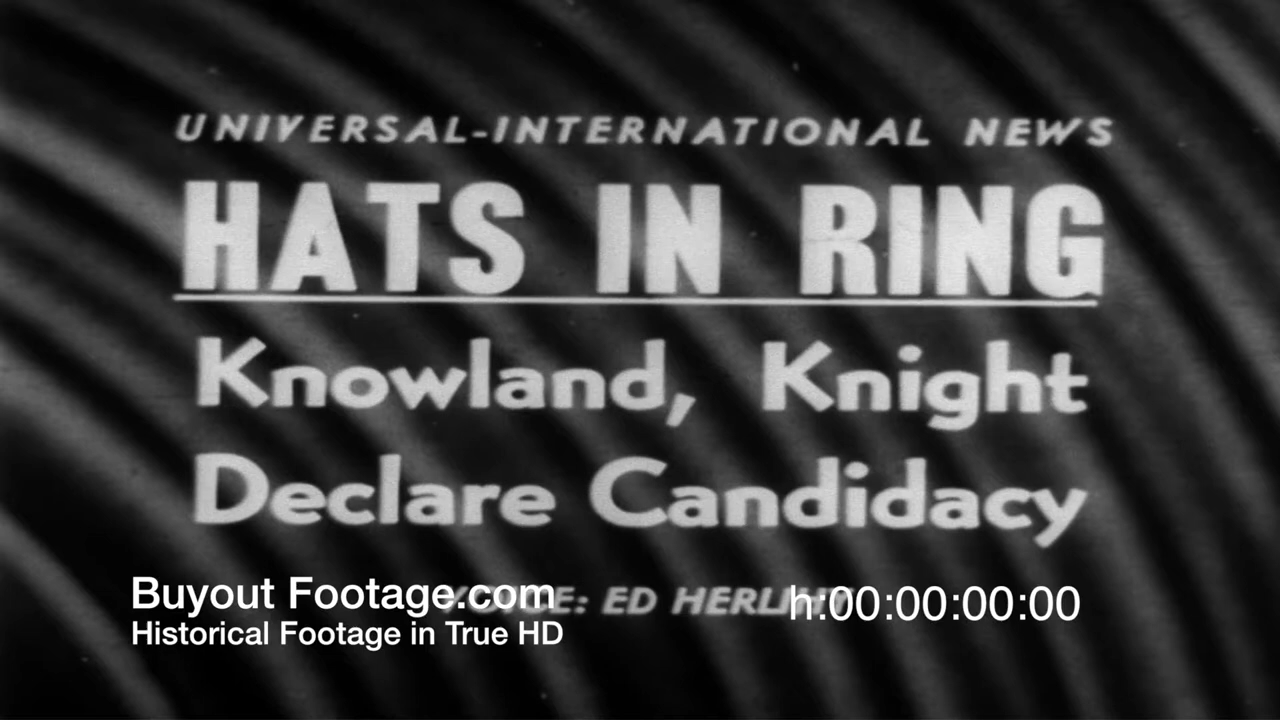 UNIVERSAL-INTERNATIONAL NEWS
HATS IN RING
Knowland, Knight
Declare Candidacy
Buyout Footage.com
ED
h:00:00:00:00
Historical Footage in True HD